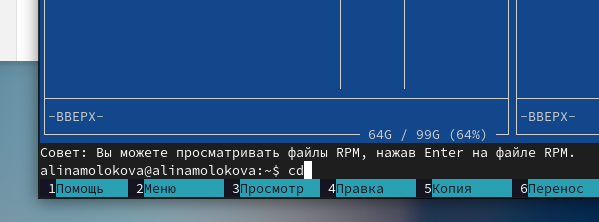 -ВВЕРХ- -ВВЕРХ-
64G / 99G (64%)
Совет: Вы можете просматривать файлы RPM, нажав Enter на файле RPM.
alinamolokova@alinamolokova:~$ cd
1Помощь 2Меню 3Просмотр 4Правка 5Копия 6Перенос